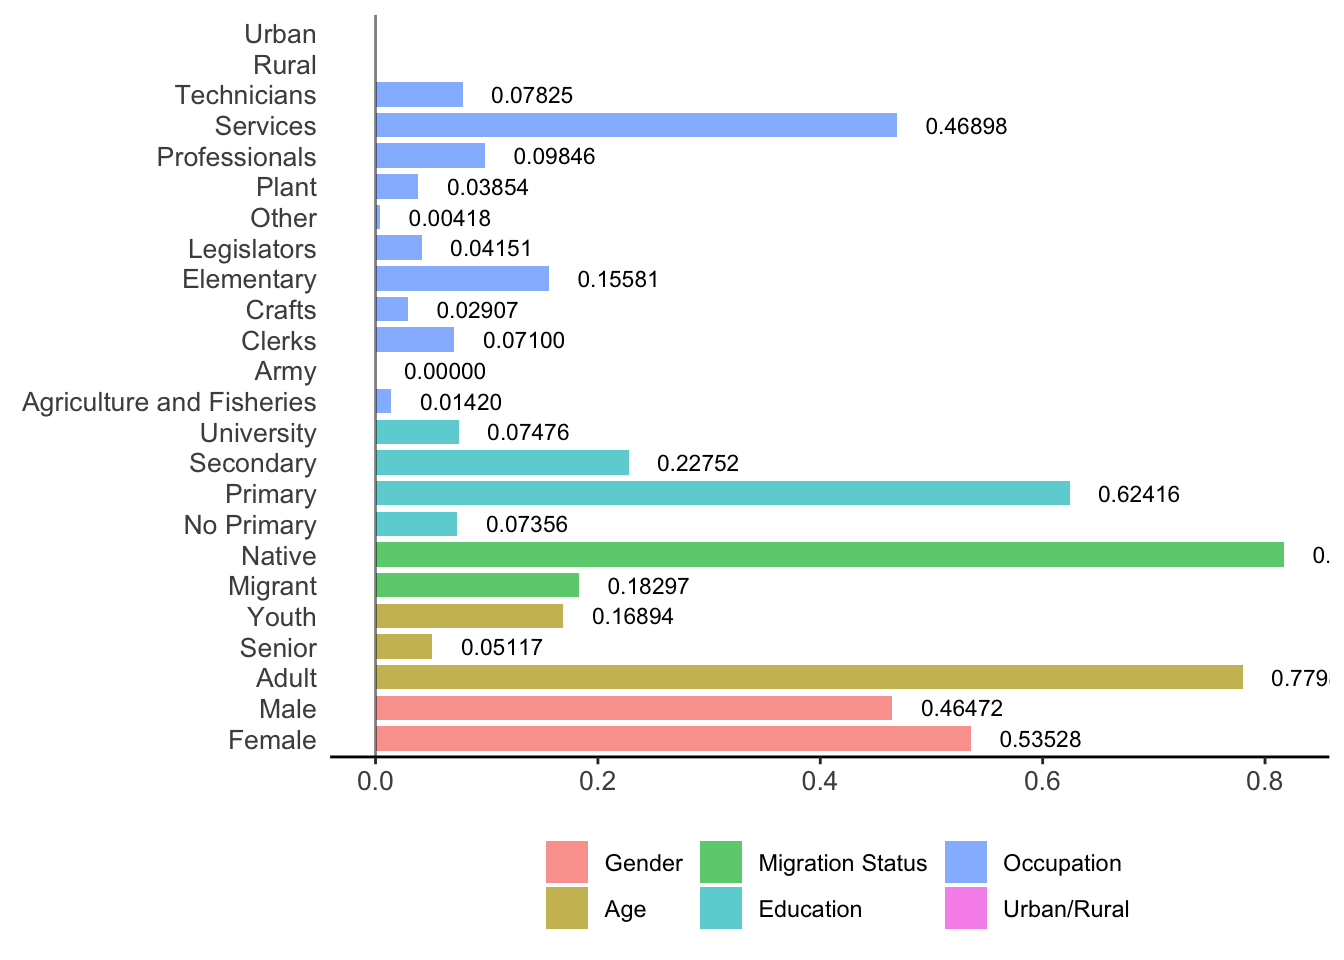 Urban
Rural
Technicians 0.07825
Services 0.46898
Professionals 0.09846
Plant 0.03854
Other 0.00418
Legislators 0.04151
Elementary 0.15581
Crafts 0.02907
Clerks 0.07100
Army 0.00000
Agriculture and Fisheries 0.01420
University 0.07476
Secondary 0.22752
Primary 0.62416
No Primary 0.07356
Native 0.
Migrant 0.18297
Youth 0.16894
Senior 0.05117
Adult 0.779
Male 0.46472
Female 0.53528
0.0 0.2 0.4 0.6 0.8
Gender Migration Status Occupation
Age Education Urban/Rural